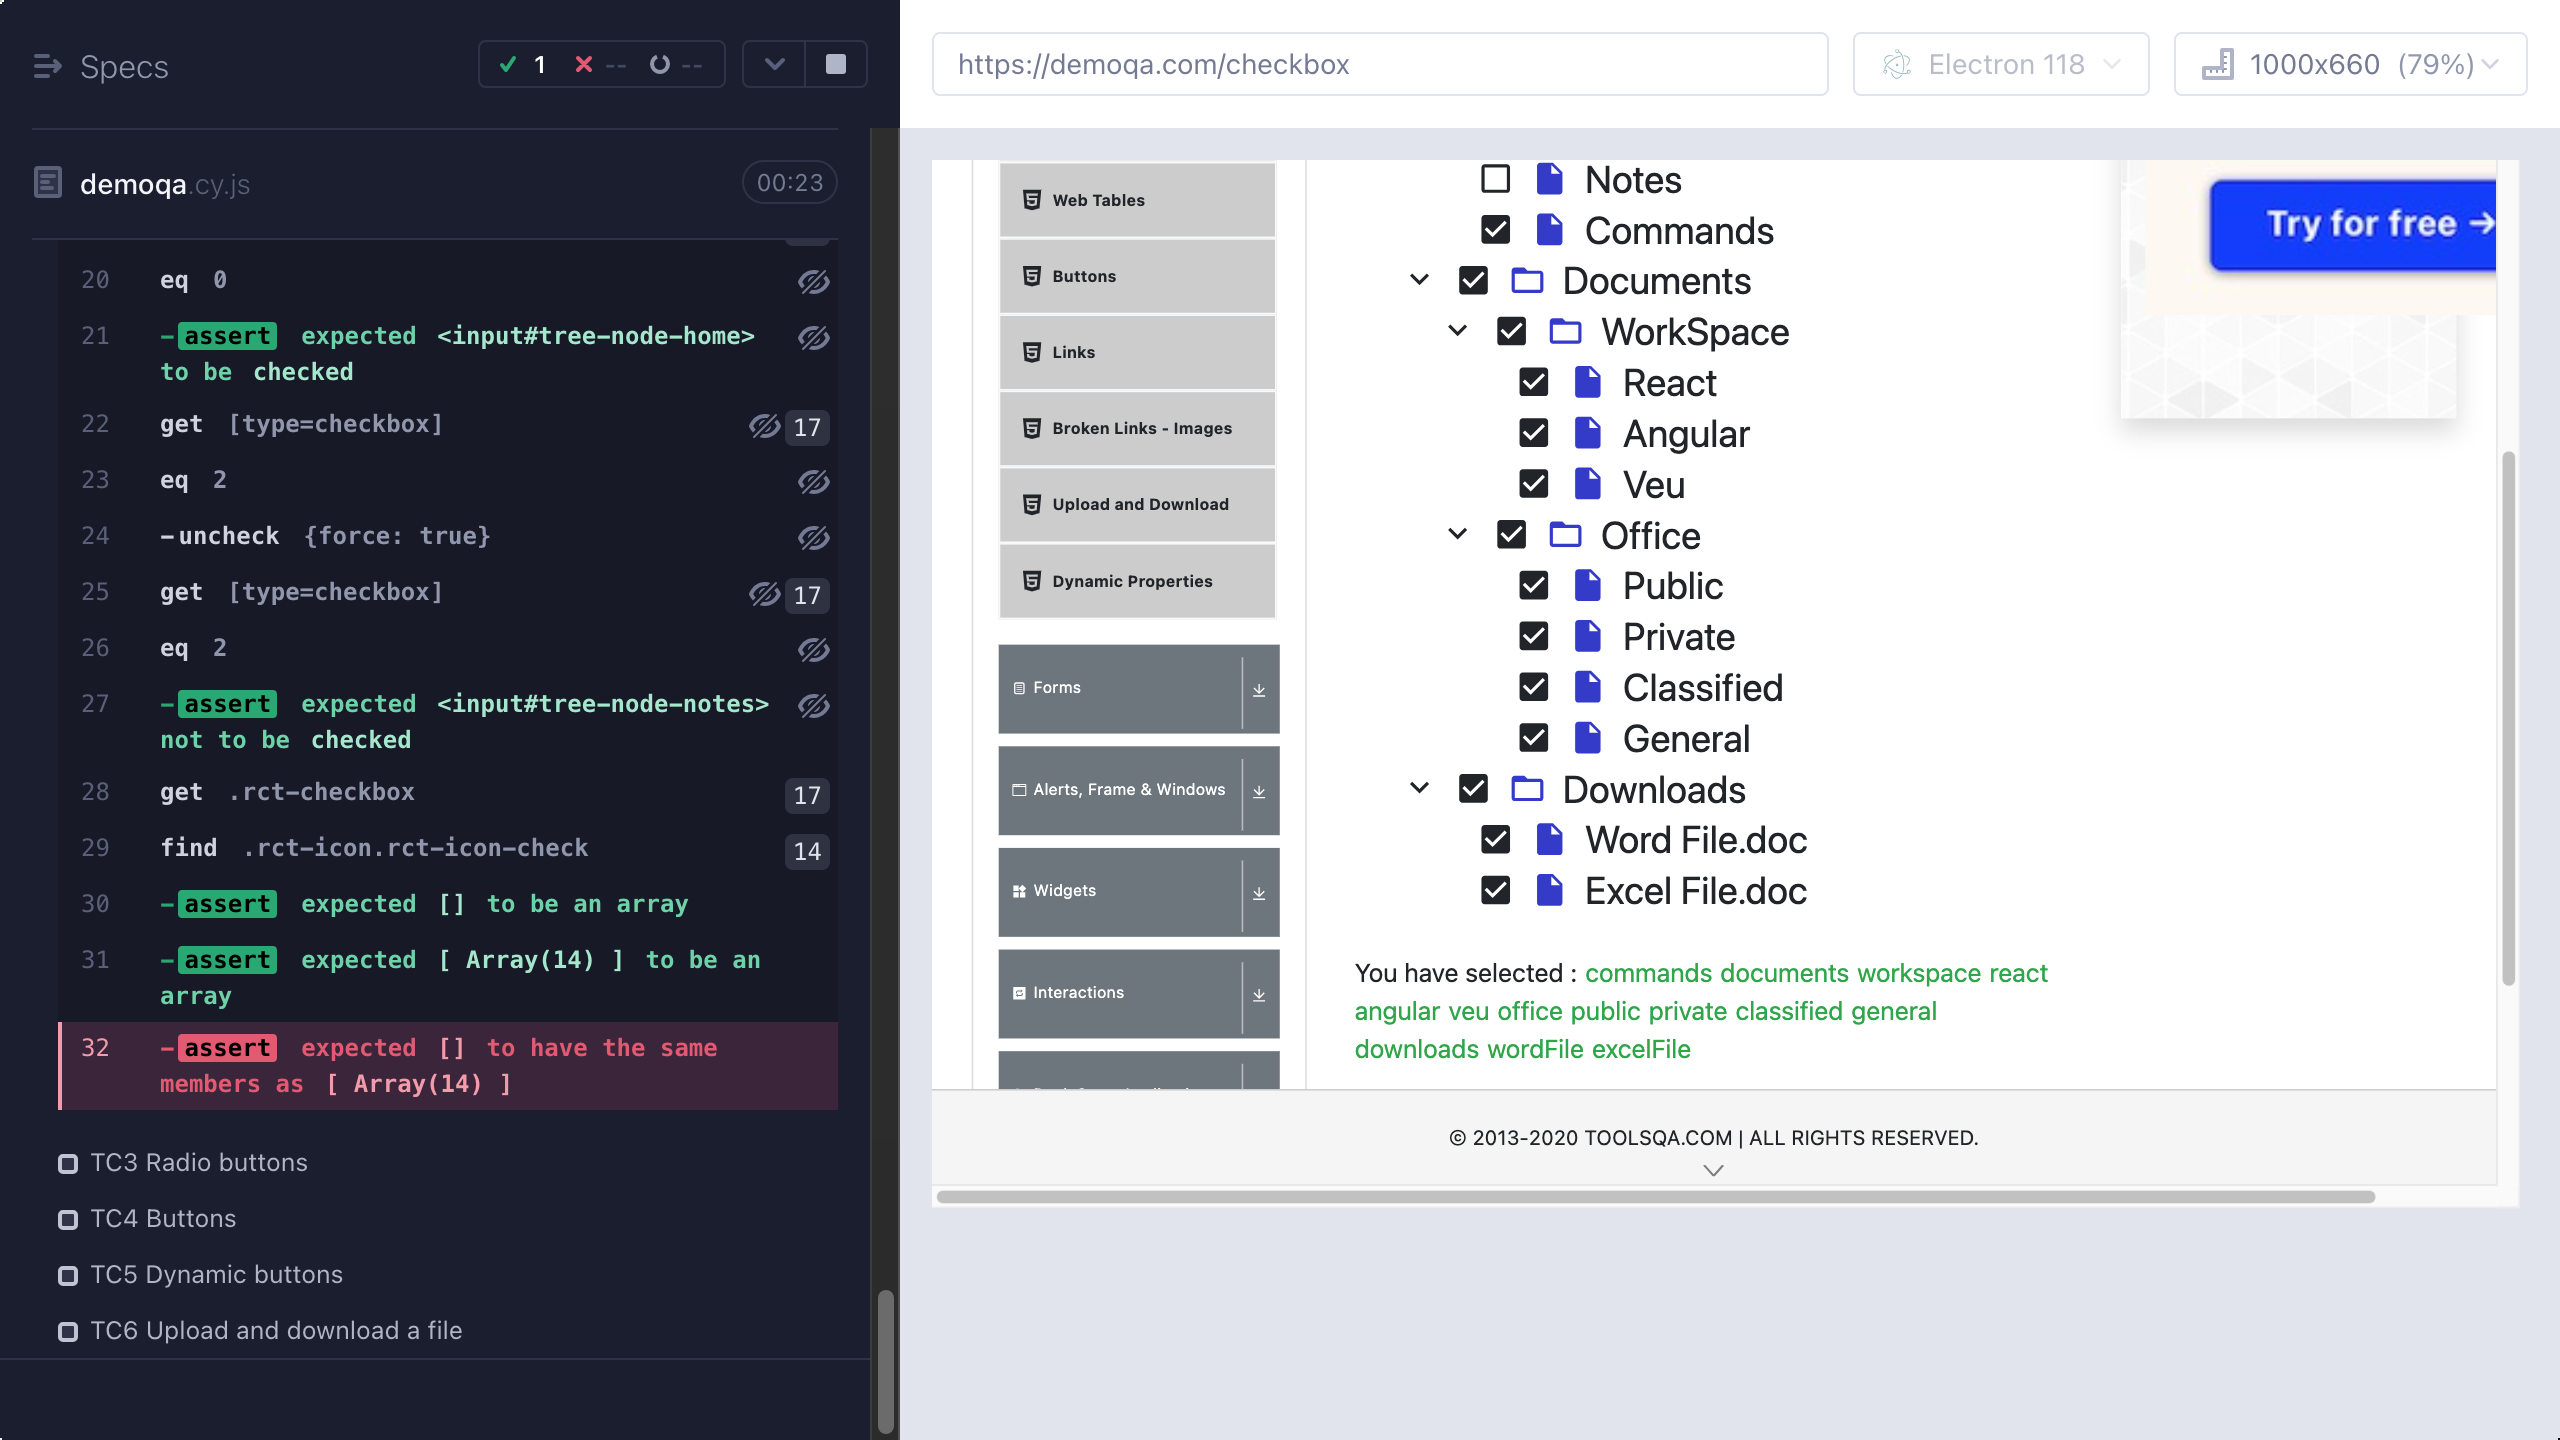 Specs
1
--
--
demoqa.cy.js
00:23
20 eq 0
21 -assert expected <input#tree-node-home>
to be checked
22 get [type=checkbox] 17
23 eq 2
24 -uncheck {force: true}
25 get [type=checkbox] 17
26 eq 2
27 -assert expected <input#tree-node-notes>
not to be checked
28 get .rct-checkbox 17
29 find .rct-icon.rct-icon-check 14
30 -assert expected [] to be an array
31 -assert expected [ Array(14) ] to be an
array
32 -assert expected [] to have the same
members as [ Array(14) ]
TC3 Radio buttons
TC4 Buttons
TC5 Dynamic buttons
TC6 Upload and download a file
https://demoqa.com/checkbox
Electron 118
1000x660 (79%)
Web Tables
Buttons
Links
Broken Links - Images
Upload and Download
Dynamic Properties
Forms
Alerts, Frame & Windows
Widgets
Interactions
Notes
Commands
Documents
WorkSpace
React
Angular
Veu
Office
Public
Private
Classified
General
Downloads
Word File.doc
Excel File.doc
You have selected : commands documents workspace react
angular veu office public private classified general
downloads wordFile excelFile
Try for free →
© 2013-2020 TOOLSQA.COM | ALL RIGHTS RESERVED.